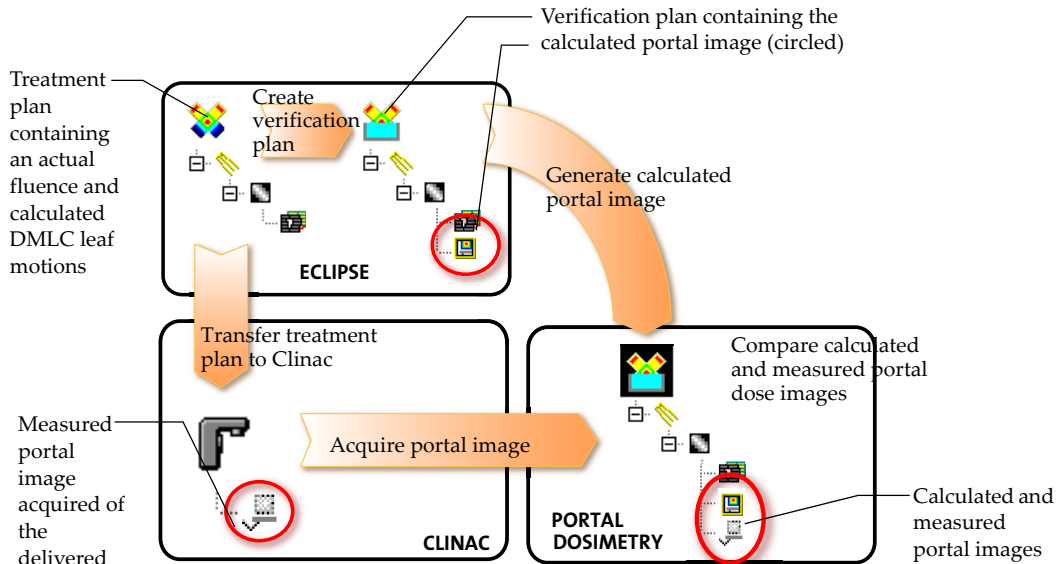 Verification plan containing the
calculated portal image (circled)
Treatment
plan
containing
an actual
fluence and
calculated
DMLC leaf
motions
Create
verification
plan
Generate calculated
portal image
ECLIPSE
Transfer treatment
plan to Clinac
Compare calculated
and measured portal
dose images
Measured
portal
image
acquired of
the
delivered
Acquire portal image
CLINAC
PORTAL
DOSIMETRY
Calculated and
measured
portal images